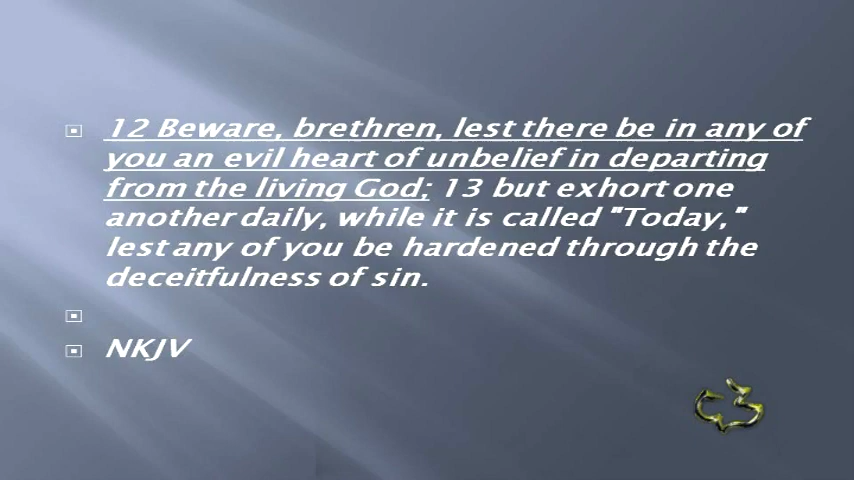 12 Beware, brethren, lest there be in any of
you an evil heart of unbelief in departing
from the living God; 13 but exhort one
another daily, while it is called "Today,"
lest any of you be hardened through the
deceitfulness of sin.
NKJV
C3